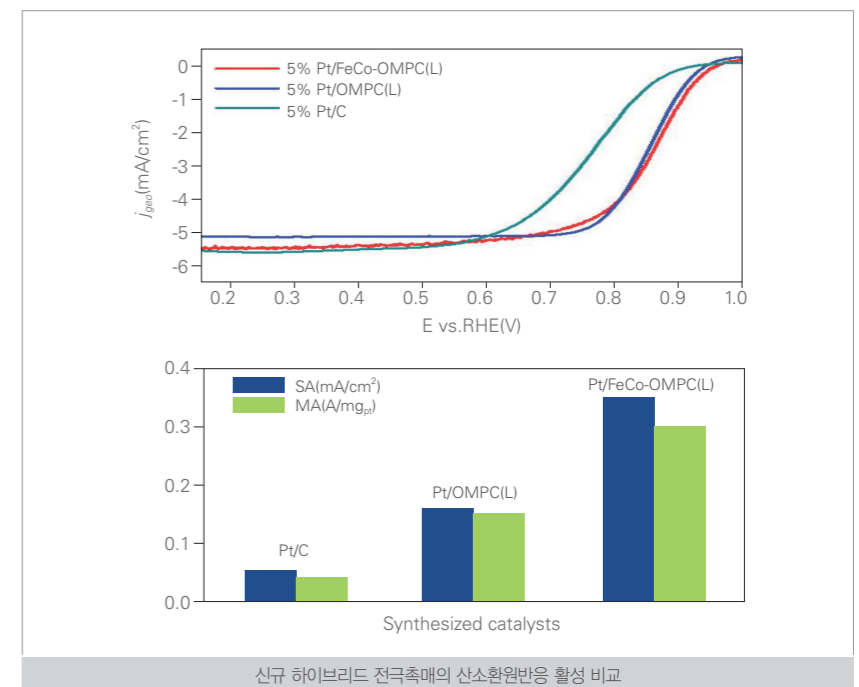 0
-1
-2
-3
-4
-5
-6
j_geo(mA/cm²)
5% Pt/FeCo-OMPC(L)
5% Pt/OMPC(L)
5% Pt/C
0.2 0.3 0.4 0.5 0.6 0.7 0.8 0.9 1.0
E vs.RHE(V)
0.4
0.3
0.2
0.1
0.0
SA(mA/cm²)
MA(A/mg_pt)
Pt/C
Pt/OMPC(L)
Pt/FeCo-OMPC(L)
Synthesized catalysts
신규 하이브리드 전극촉매의 산소환원반응 활성 비교